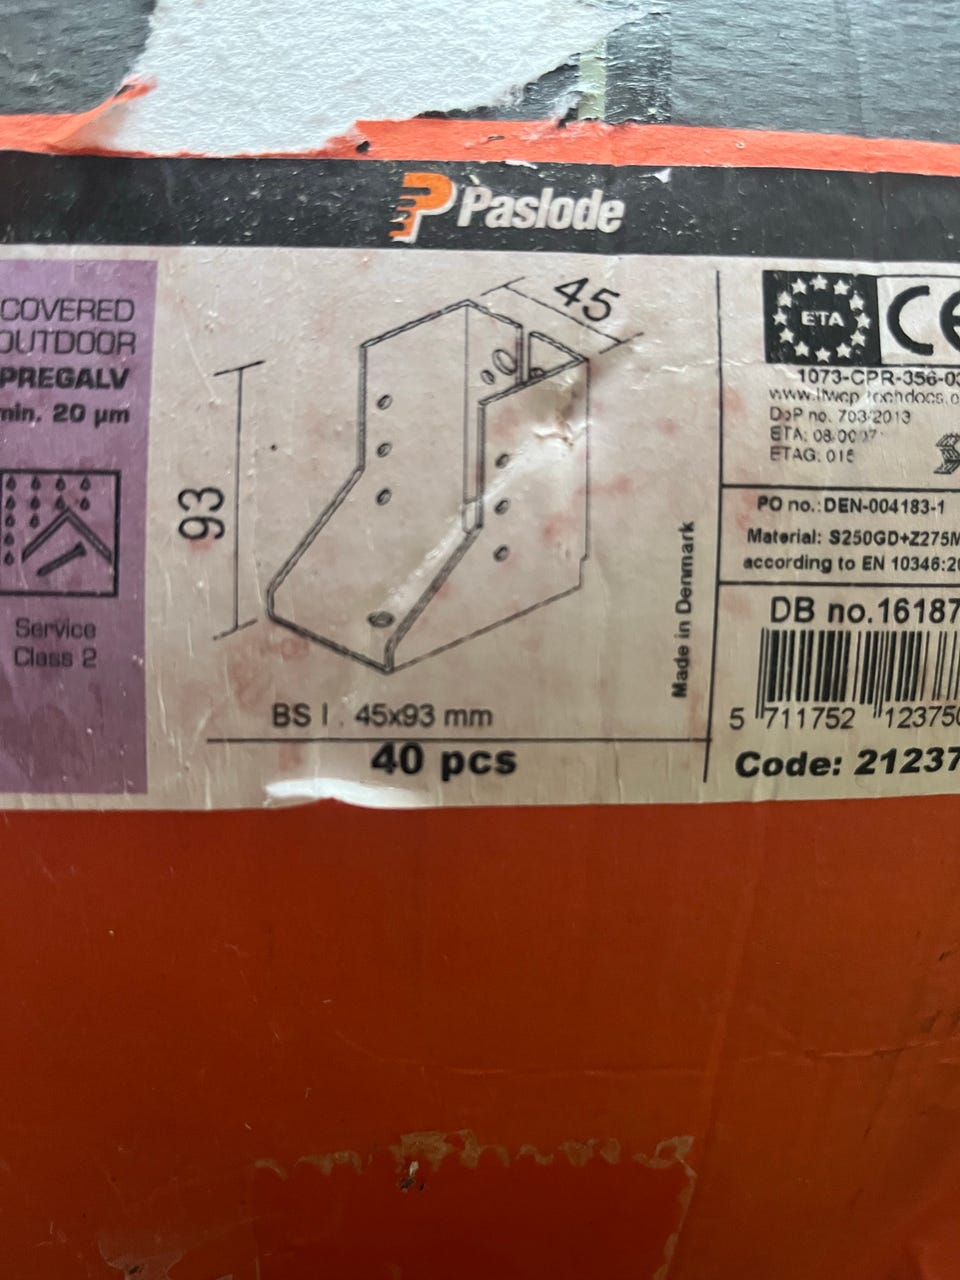 Paslode
COVERED
OUTDOOR
PREGALV
min. 20 µm
Service
Class 2
45
93
BS I . 45x93 mm
40 pcs
Made in Denmark
ETA
CE
1073-CPR-356-03
DoP no. 703/2013
ETAG: 015
PO no.:DEN-004183-1
Material: S250GD+Z275M
according to EN 10346:20
DB no.16187
5 711752 123750
Code: 21237